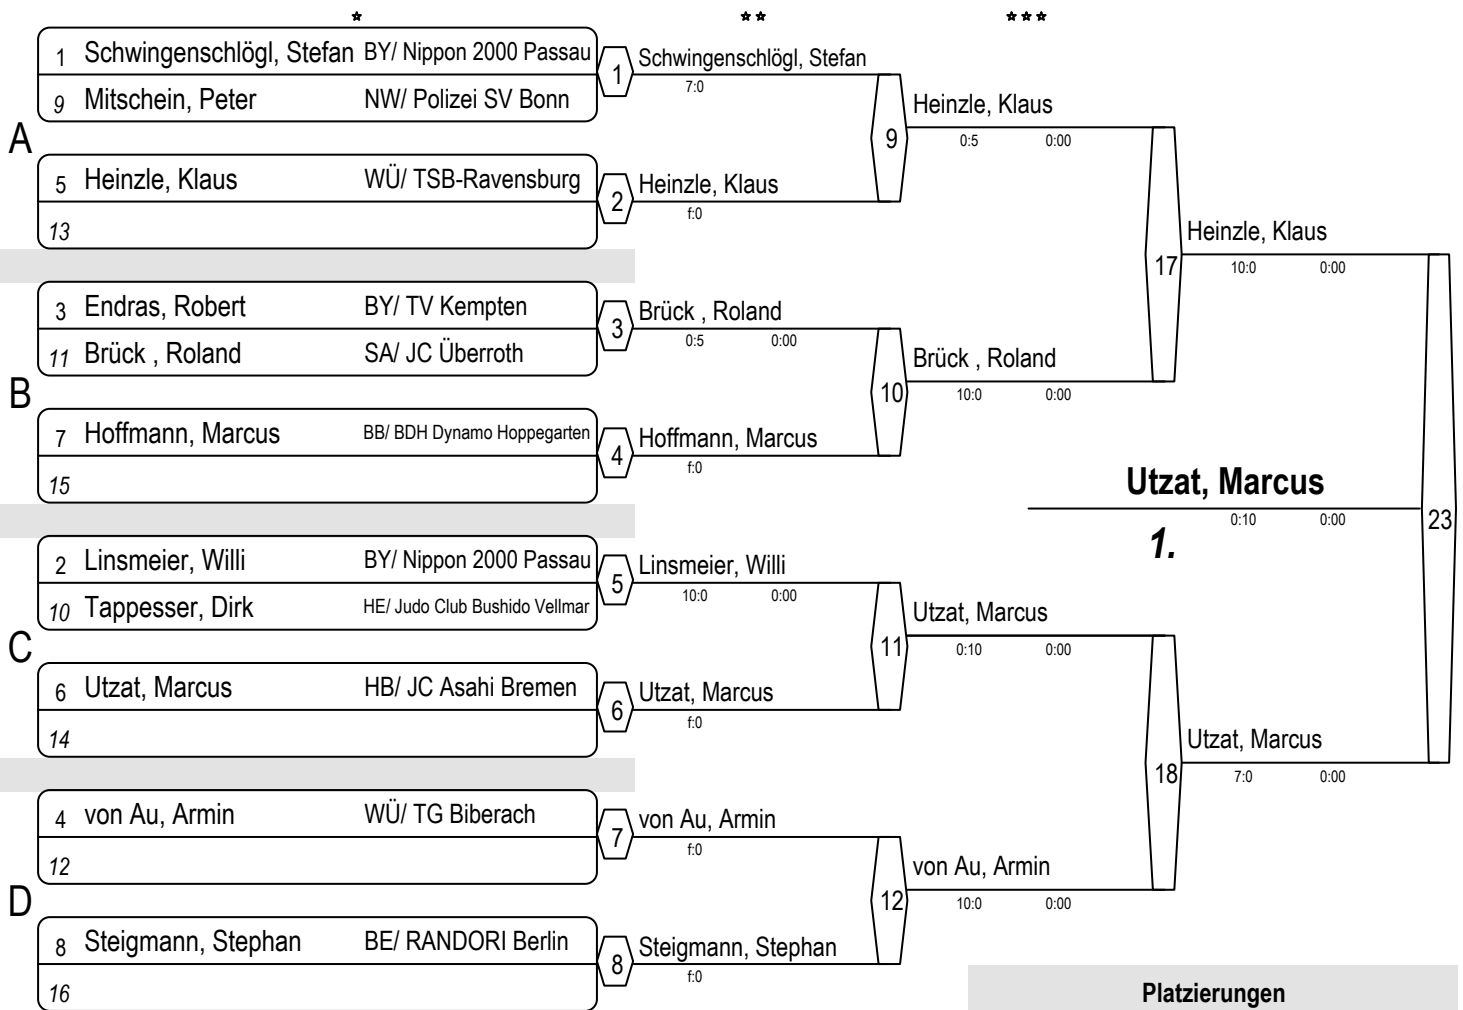 * ** ***
1 Schwingenschlögl, Stefan BY/ Nippon 2000 Passau
9 Mitschein, Peter NW/ Polizei SV Bonn
1 Schwingenschlögl, Stefan
7:0
A
5 Heinzle, Klaus WÜ/ TSB-Ravensburg
13
2 Heinzle, Klaus
f:0
9 Heinzle, Klaus
0:5 0:00
3 Endras, Robert BY/ TV Kempten
11 Brück , Roland SA/ JC Überroth
3 Brück , Roland
0:5 0:00
B
7 Hoffmann, Marcus BB/ BDH Dynamo Hoppegarten
15
4 Hoffmann, Marcus
f:0
10 Brück , Roland
10:0 0:00
17 Heinzle, Klaus
10:0 0:00
2 Linsmeier, Willi BY/ Nippon 2000 Passau
10 Tappesser, Dirk HE/ Judo Club Bushido Vellmar
5 Linsmeier, Willi
10:0 0:00
C
6 Utzat, Marcus HB/ JC Asahi Bremen
14
6 Utzat, Marcus
f:0
11 Utzat, Marcus
0:10 0:00
4 von Au, Armin WÜ/ TG Biberach
12
7 von Au, Armin
f:0
D
8 Steigmann, Stephan BE/ RANDORI Berlin
16
8 Steigmann, Stephan
f:0
12 von Au, Armin
10:0 0:00
18 Utzat, Marcus
7:0 0:00
23 Utzat, Marcus
0:10 0:00
1.
Platzierungen